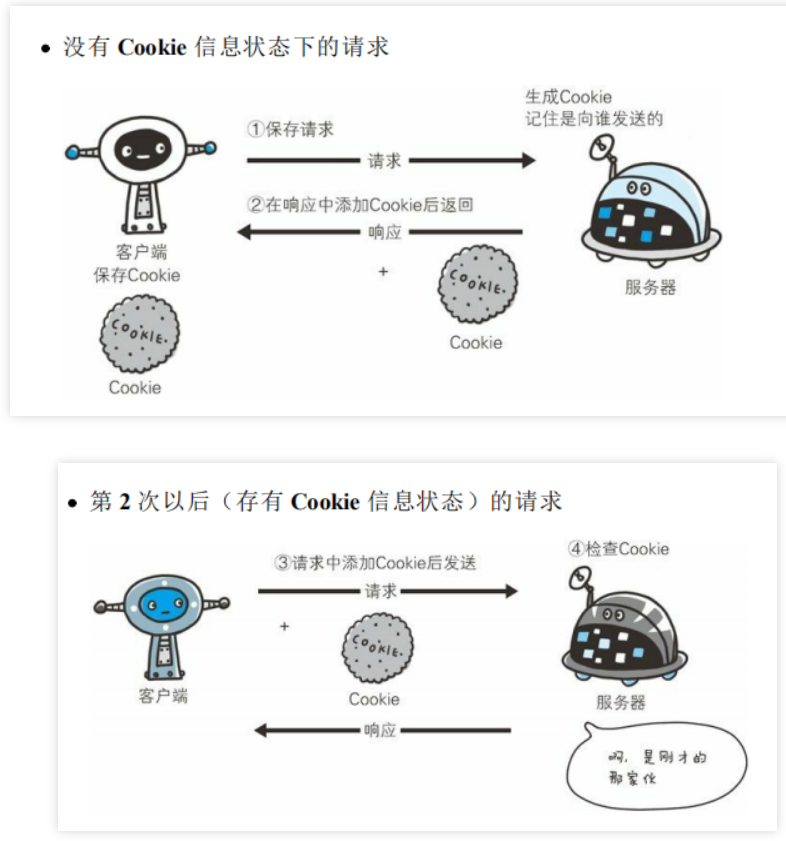 • 没有 Cookie 信息状态下的请求
生成Cookie
记住是向谁发送的
①保存请求
请求
②在响应中添加Cookie后返回
响应
客户端
保存Cookie
+
COOKIE.
服务器
Cookie
COOKIE.
Cookie
• 第 2 次以后（存有 Cookie 信息状态）的请求
④检查Cookie
③请求中添加Cookie后发送
请求
+
COOKIE.
客户端
Cookie
服务器
响应
啊，是刚才的
那家伙